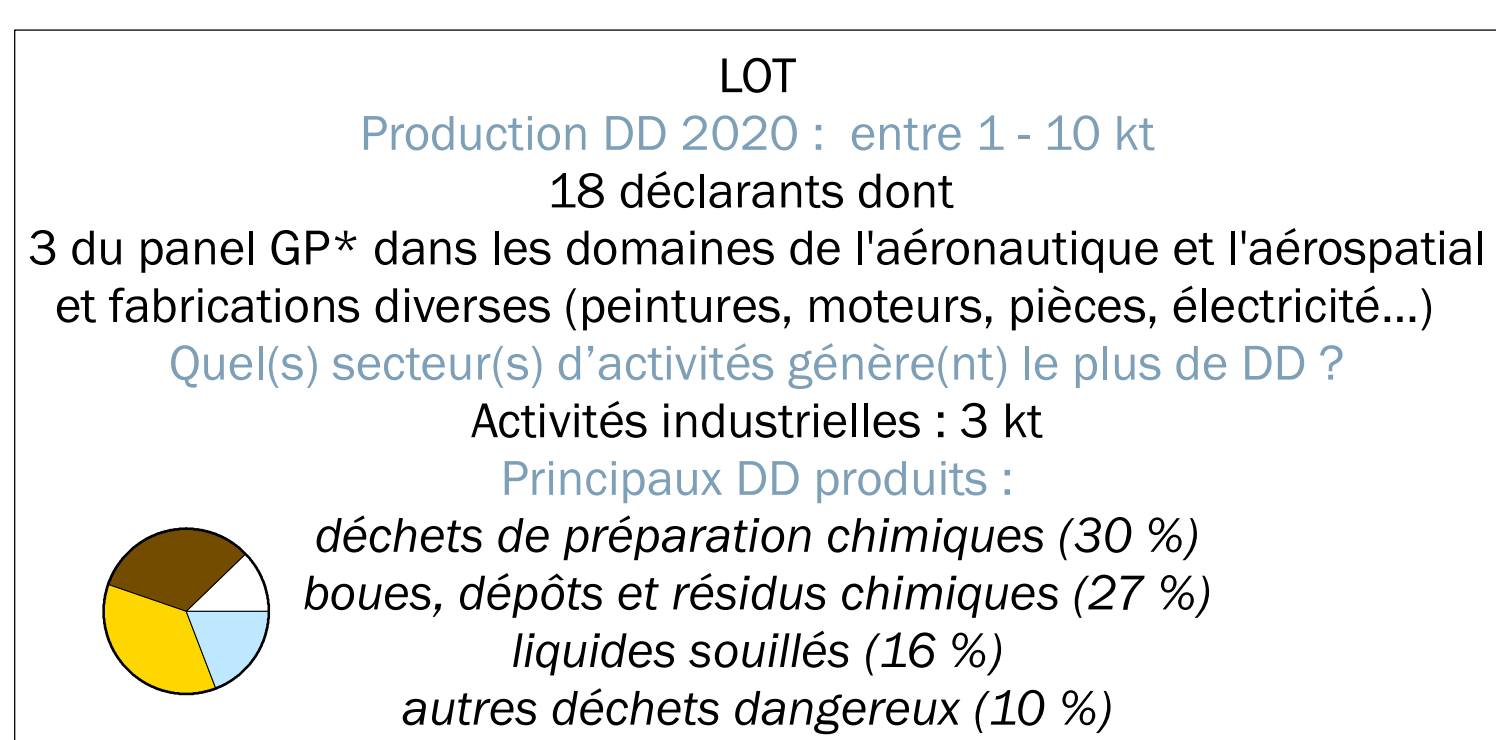 LOT
Production DD 2020 : entre 1 - 10 kt
18 déclarants dont
3 du panel GP* dans les domaines de l'aéronautique et l'aérospatial
et fabrications diverses (peintures, moteurs, pièces, électricité...)
Quel(s) secteur(s) d’activités génère(nt) le plus de DD ?
Activités industrielles : 3 kt
Principaux DD produits :
déchets de préparation chimiques (30 %)
boues, dépôts et résidus chimiques (27 %)
liquides souillés (16 %)
autres déchets dangereux (10 %)